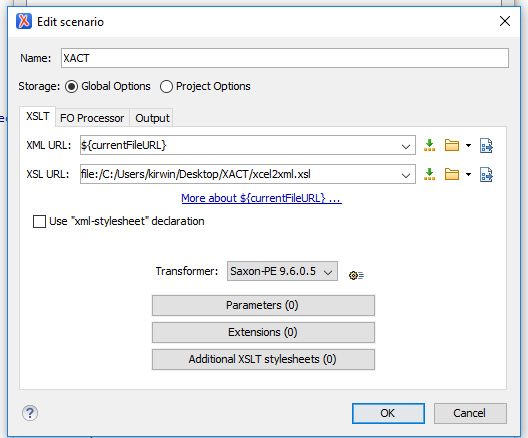 Edit scenario
Name: XACT
Storage: Global Options Project Options
XSLT FO Processor Output
XML URL: ${currentFileURL}
XSL URL: file:/C:/Users/kirwin/Desktop/XACT/xcel2xml.xsl
More about ${currentFileURL} ...
Use "xml-stylesheet" declaration
Transformer: Saxon-PE 9.6.0.5
Parameters (0)
Extensions (0)
Additional XSLT stylesheets (0)
? OK Cancel